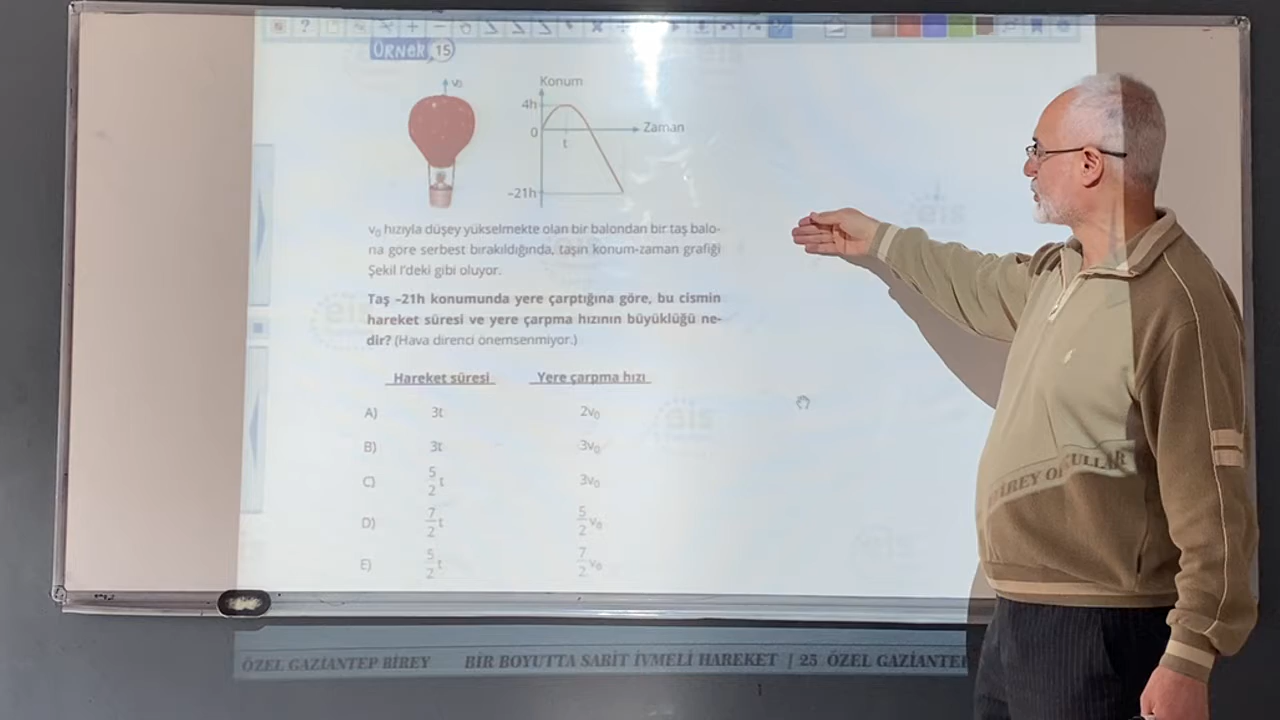 ÖRNEK 15
v₀
Konum
4h
0
Zaman
t
-21h
v₀ hızıyla düşey yükselmekte olan bir balondan bir taş balo-
na göre serbest bırakıldığında, taşın konum-zaman grafiği
Şekil I'deki gibi oluyor.
Taş -21h konumunda yere çarptığına göre, bu cismin
hareket süresi ve yere çarpma hızının büyüklüğü ne-
dir? (Hava direnci önemsenmiyor.)
Hareket süresi Yere çarpma hızı
A) 3t 2v₀
B) 3t 3v₀
C) 5/2 t 3v₀
D) 7/2 t 5/2 v₀
E) 5/2 t 7/2 v₀
eis
BİREY OKULLAR
ÖZEL GAZİANTEP BİREY BİR BOYUTTA SABİT İVMELİ HAREKET | 25 ÖZEL GAZİANTEP